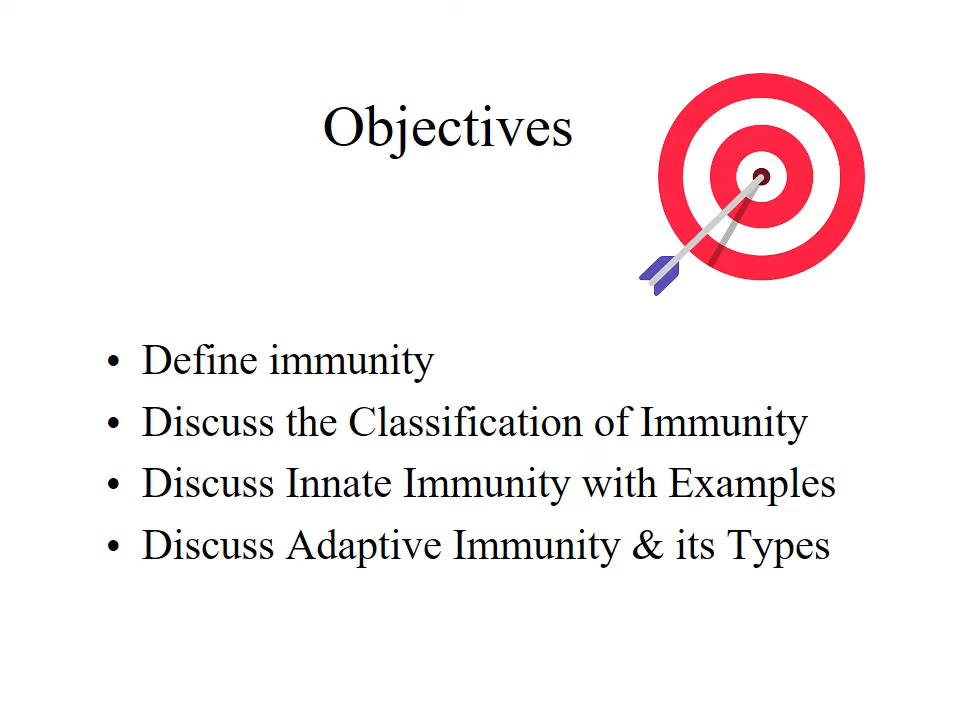 Objectives
• Define immunity
• Discuss the Classification of Immunity
• Discuss Innate Immunity with Examples
• Discuss Adaptive Immunity & its Types